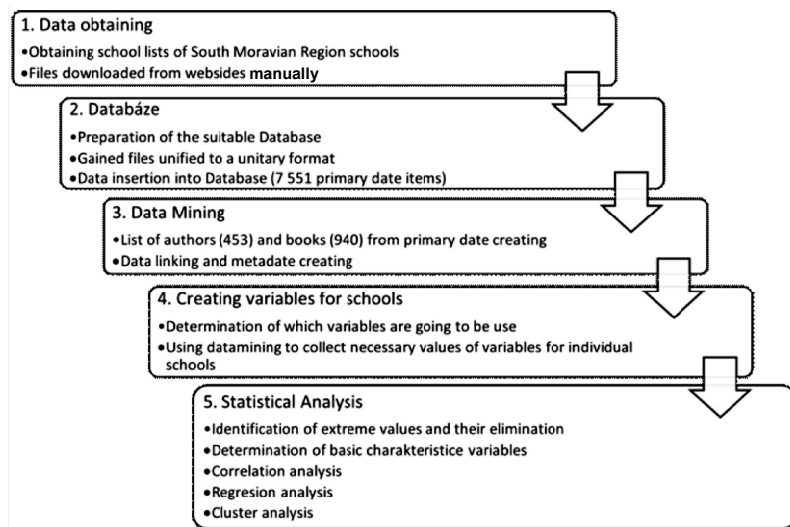 1. Data obtaining
•Obtaining school lists of South Moravian Region schools
•Files downloaded from websides manually
2. Databáze
•Preparation of the suitable Database
•Gained files unified to a unitary format
•Data insertion into Database (7 551 primary date items)
3. Data Mining
•List of authors (453) and books (940) from primary date creating
•Data linking and metadate creating
4. Creating variables for schools
•Determination of which variables are going to be use
•Using datamining to collect necessary values of variables for individual
schools
5. Statistical Analysis
•Identification of extreme values and their elimination
•Determination of basic charakteristice variables
•Correlation analysis
•Regresion analysis
•Cluster analysis